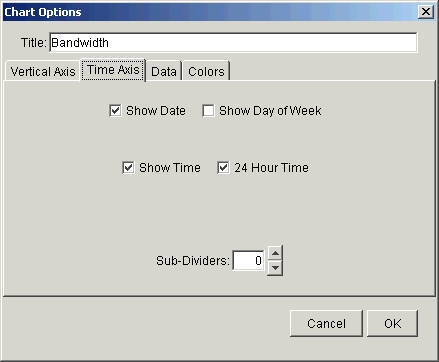 Chart Options
Title: Bandwidth
Vertical Axis Time Axis Data Colors
Show Date Show Day of Week
Show Time 24 Hour Time
Sub-Dividers: 0
Cancel OK